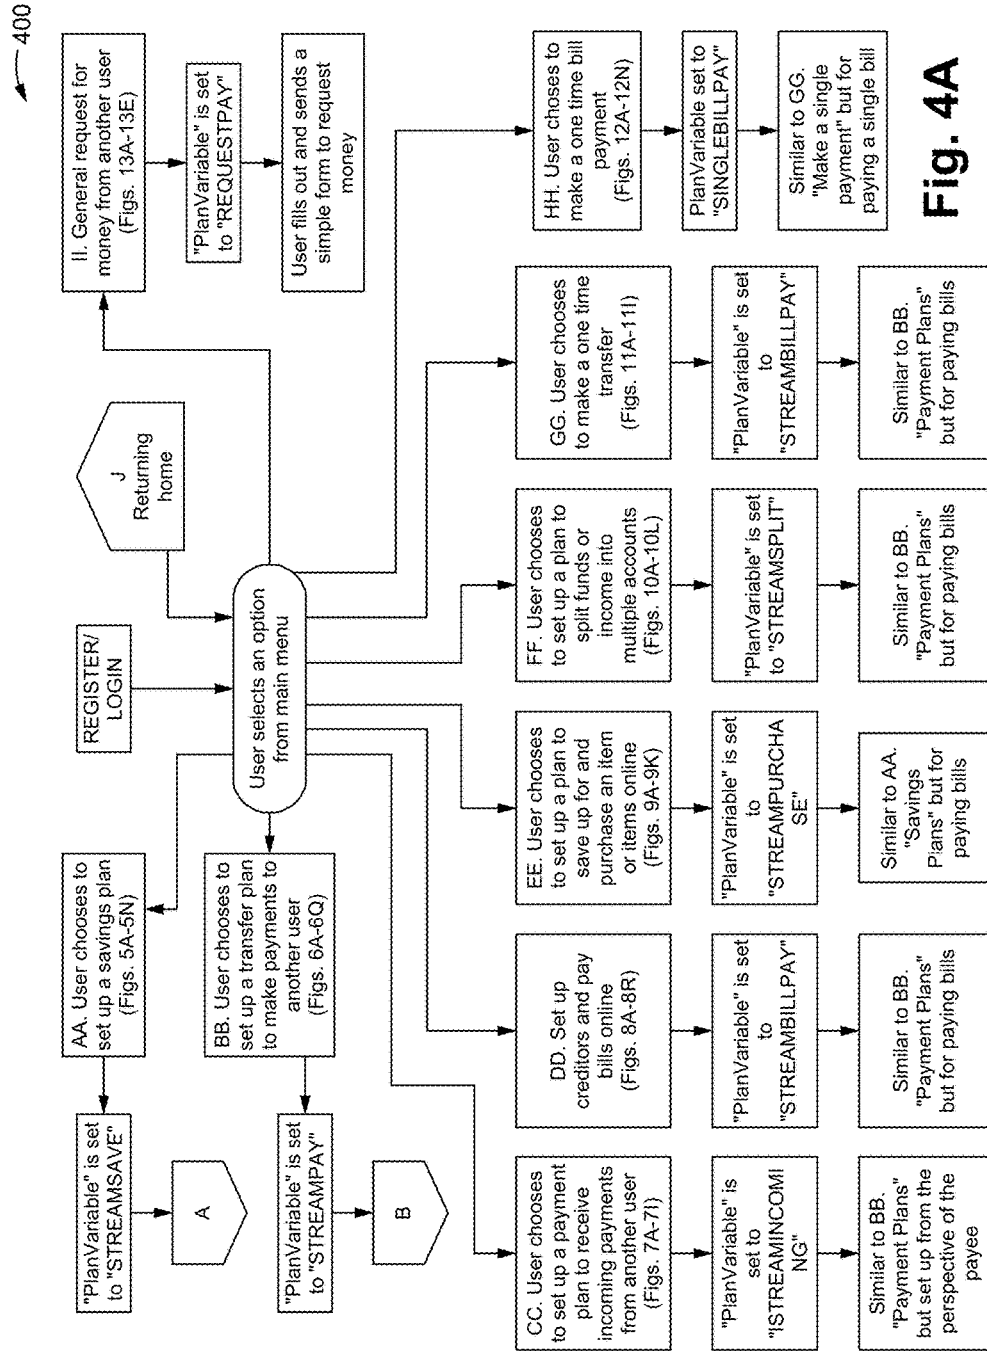 400
REGISTER/
LOGIN
J
Returning
home
User selects an option
from main menu
AA. User chooses to
set up a savings plan
(Figs. 5A-5N)
"PlanVariable" is set
to "STREAMSAVE"
A
BB. User chooses to
set up a transfer plan
to make payments to
another user
(Figs. 6A-6Q)
"PlanVariable" is set
to "STREAMPAY"
B
II. General request for
money from another user
(Figs. 13A-13E)
"PlanVariable" is set
to "REQUESTPAY"
User fills out and sends a
simple form to request
money
CC. User chooses
to set up a payment
plan to receive
incoming payments
from another user
(Figs. 7A-7I)
"PlanVariable" is
set to
"ISTREAMINCOMI
NG"
Similar to BB.
"Payment Plans"
but set up from the
perspective of the
payee
DD. Set up
creditors and pay
bills online
(Figs. 8A-8R)
"PlanVariable" is set
to
"STREAMBILLPAY"
Similar to BB.
"Payment Plans"
but for paying bills
EE. User chooses
to set up a plan to
save up for and
purchase an item
or items online
(Figs. 9A-9K)
"PlanVariable" is set
to
"STREAMPURCHA
SE"
Similar to AA.
"Savings
Plans" but for
paying bills
FF. User chooses
to set up a plan to
split funds or
income into
multiple accounts
(Figs. 10A-10L)
"PlanVariable" is set
to "STREAMSPLIT"
Similar to BB.
"Payment Plans"
but for paying bills
GG. User chooses
to make a one time
transfer
(Figs. 11A-11I)
"PlanVariable" is set
to
"STREAMBILLPAY"
Similar to BB.
"Payment Plans"
but for paying bills
HH. User chooses to
make a one time bill
payment
(Figs. 12A-12N)
PlanVariable" set to
"SINGLEBILLPAY"
Similar to GG.
"Make a single
payment" but for
paying a single bill
Fig. 4A